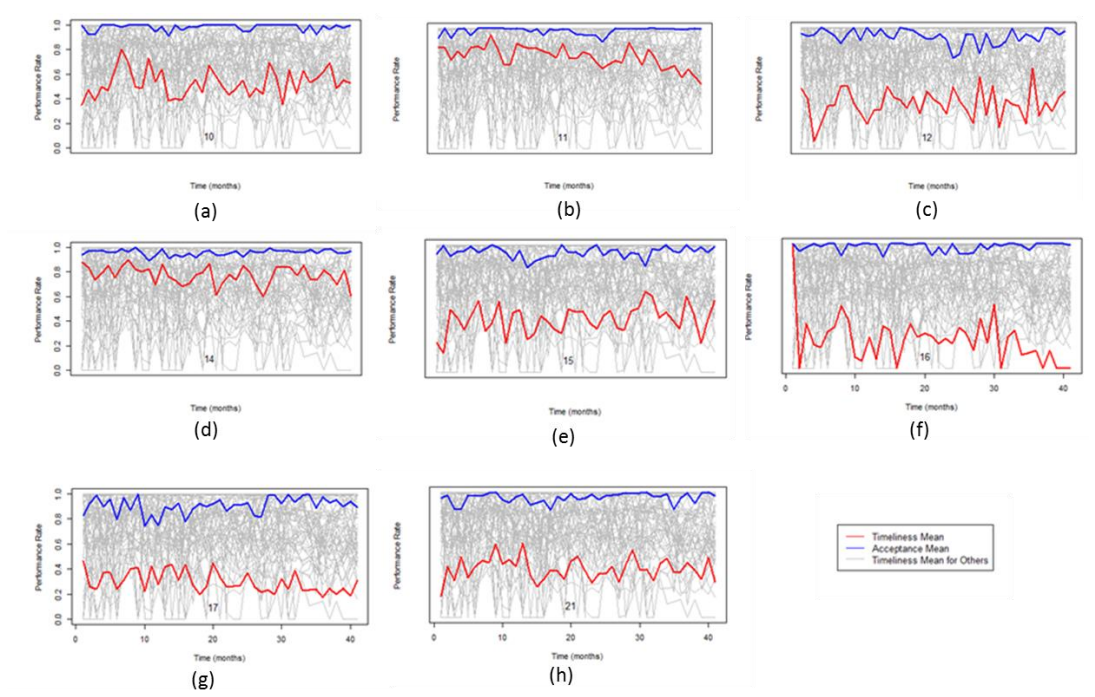 Performance Rate
1.0
0.8
0.6
0.4
0.2
0.0
10
Time (months)
(a)
Performance Rate
11
Time (months)
(b)
Performance Rate
12
Time (months)
(c)
Performance Rate
1.0
0.8
0.6
0.4
0.2
0.0
14
Time (months)
(d)
Performance Rate
15
Time (months)
(e)
Performance Rate
16
0 10 20 30 40
Time (months)
(f)
Performance Rate
1.0
0.8
0.6
0.4
0.2
0.0
17
0 10 20 30 40
Time (months)
(g)
Performance Rate
21
0 10 20 30 40
Time (months)
(h)
Timeliness Mean
Acceptance Mean
Timeliness Mean for Others